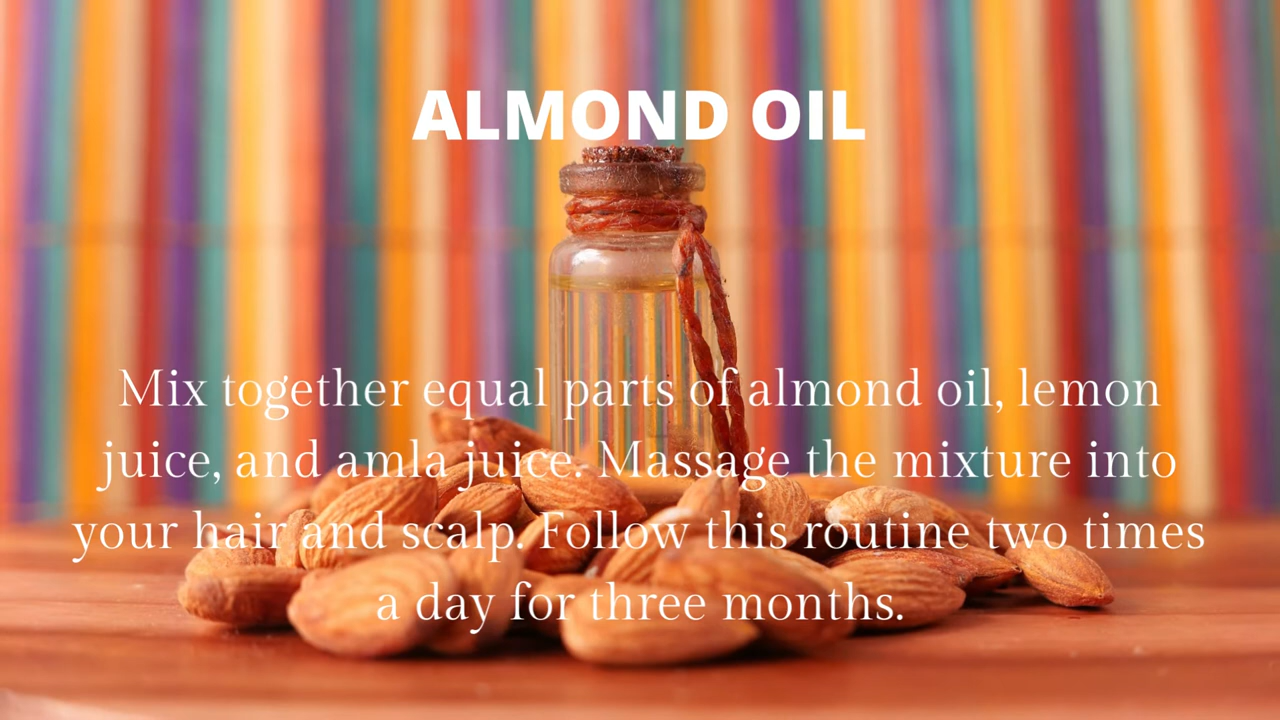 ALMOND OIL
Mix together equal parts of almond oil, lemon
juice, and amla juice. Massage the mixture into
your hair and scalp. Follow this routine two times
a day for three months.